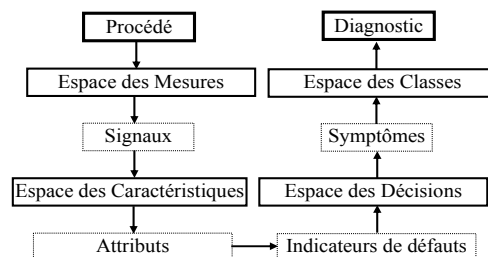 Procédé
Espace des Mesures
Signaux
Espace des Caractéristiques
Attributs
Indicateurs de défauts
Espace des Décisions
Symptômes
Espace des Classes
Diagnostic